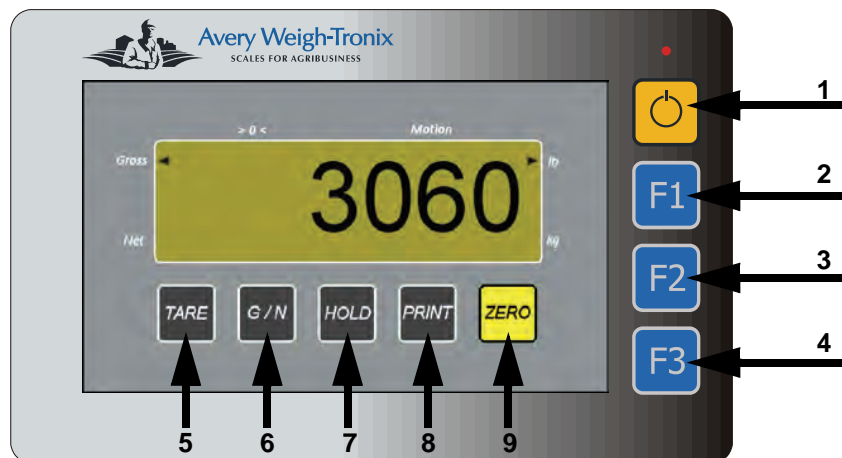 Avery Weigh-Tronix
SCALES FOR AGRIBUSINESS
> 0 < Motion
Gross lb
3060
Net kg
TARE G / N HOLD PRINT ZERO
F1
F2
F3
1
2
3
4
5 6 7 8 9